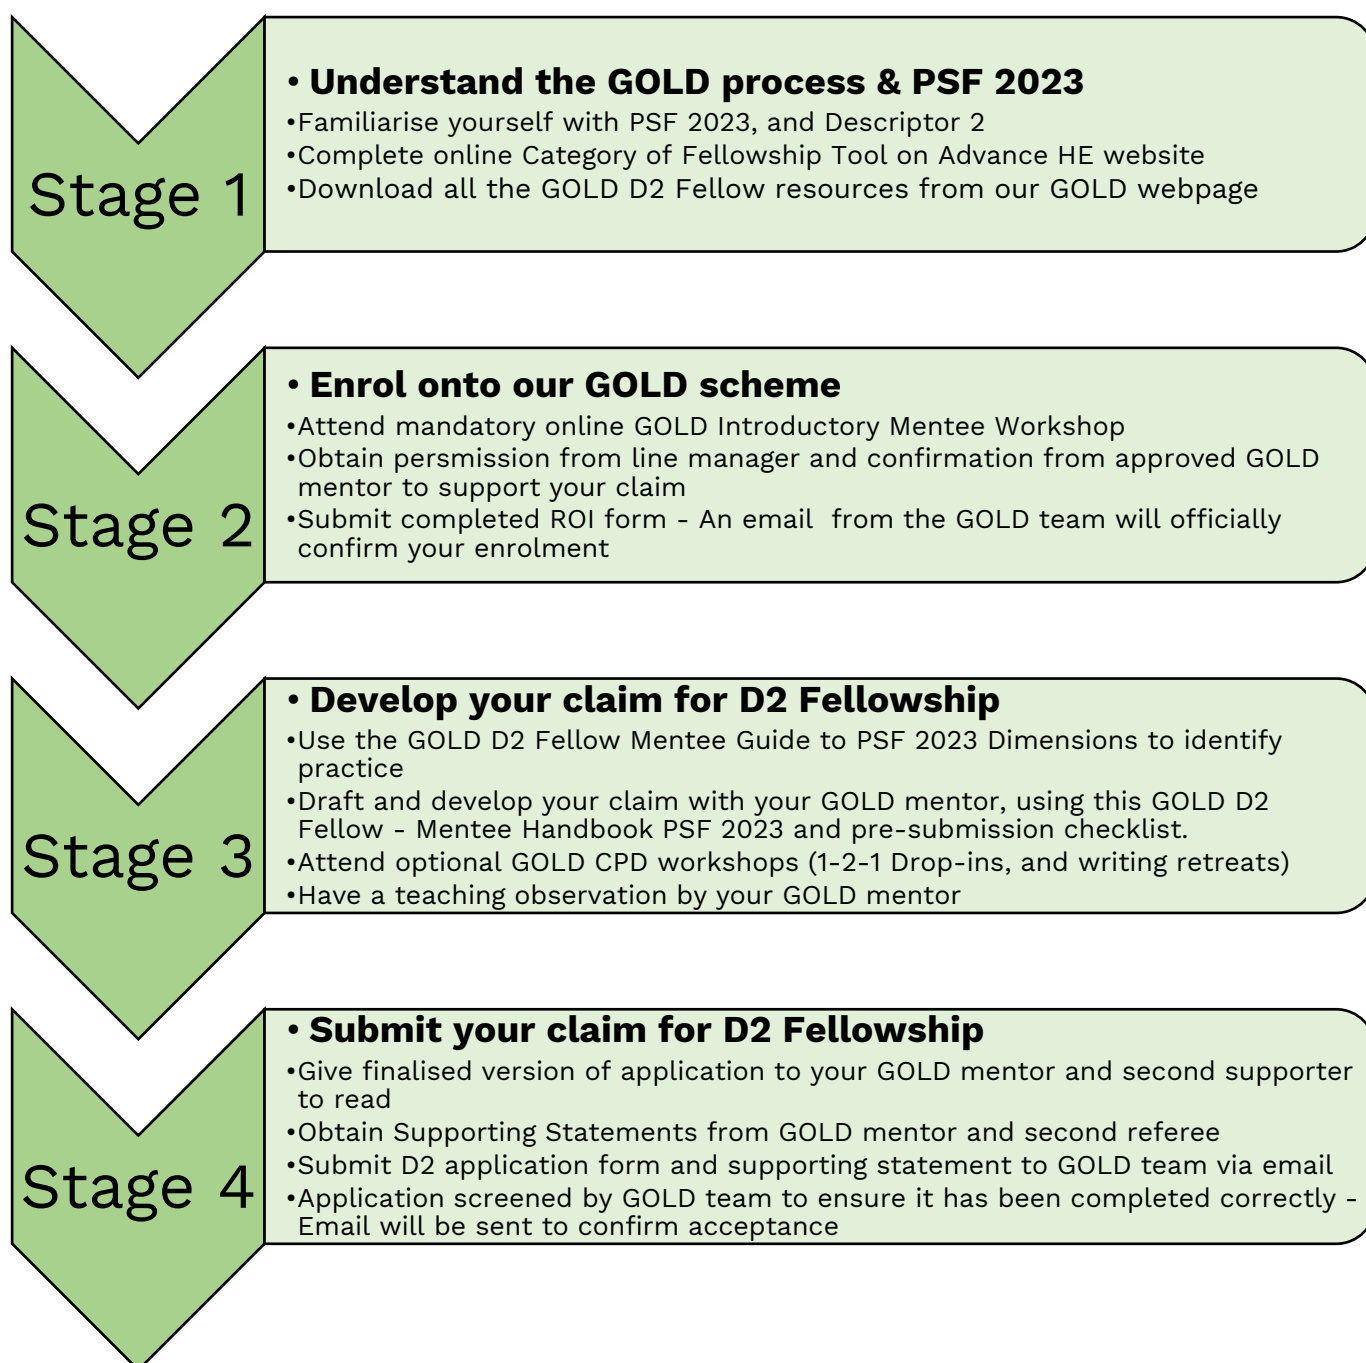 Stage 1
• Understand the GOLD process & PSF 2023
•Familiarise yourself with PSF 2023, and Descriptor 2
•Complete online Category of Fellowship Tool on Advance HE website
•Download all the GOLD D2 Fellow resources from our GOLD webpage
Stage 2
• Enrol onto our GOLD scheme
•Attend mandatory online GOLD Introductory Mentee Workshop
•Obtain persmission from line manager and confirmation from approved GOLD
mentor to support your claim
•Submit completed ROI form - An email  from the GOLD team will officially
confirm your enrolment
Stage 3
• Develop your claim for D2 Fellowship
•Use the GOLD D2 Fellow Mentee Guide to PSF 2023 Dimensions to identify
practice
•Draft and develop your claim with your GOLD mentor, using this GOLD D2
Fellow - Mentee Handbook PSF 2023 and pre-submission checklist.
•Attend optional GOLD CPD workshops (1-2-1 Drop-ins, and writing retreats)
•Have a teaching observation by your GOLD mentor
Stage 4
• Submit your claim for D2 Fellowship
•Give finalised version of application to your GOLD mentor and second supporter
to read
•Obtain Supporting Statements from GOLD mentor and second referee
•Submit D2 application form and supporting statement to GOLD team via email
•Application screened by GOLD team to ensure it has been completed correctly -
Email will be sent to confirm acceptance